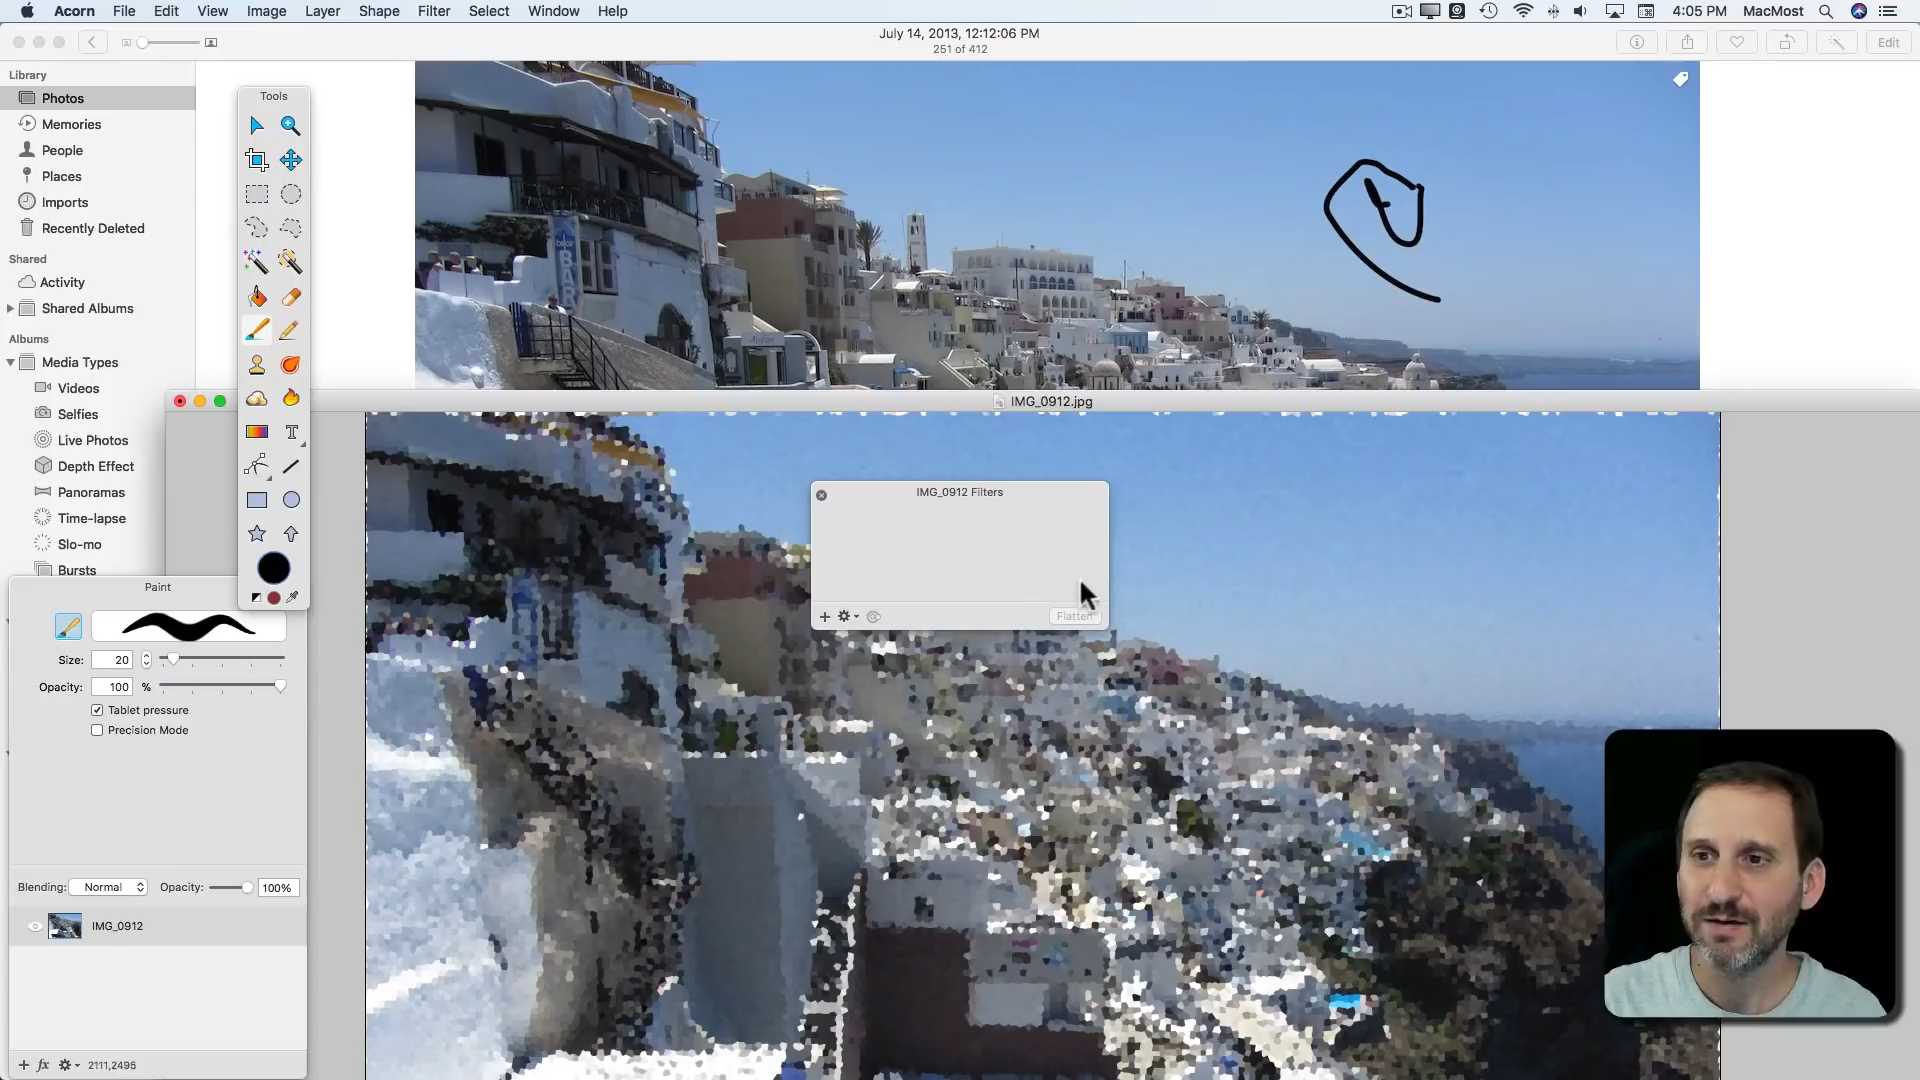 Acorn File Edit View Image Layer Shape Filter Select Window Help 4:05 PM MacMost
July 14, 2013, 12:12:06 PM
251 of 412
Edit
Library
Photos
Memories
People
Places
Imports
Recently Deleted
Shared
Activity
Shared Albums
Albums
Media Types
Videos
Selfies
Live Photos
Depth Effect
Panoramas
Time-lapse
Slo-mo
Bursts
Tools
T
BAR
IMG_0912.jpg
IMG_0912 Filters
Flatten
Paint
Size: 20
Opacity: 100 %
Tablet pressure
Precision Mode
Blending: Normal Opacity: 100%
IMG_0912
fx 2111,2495